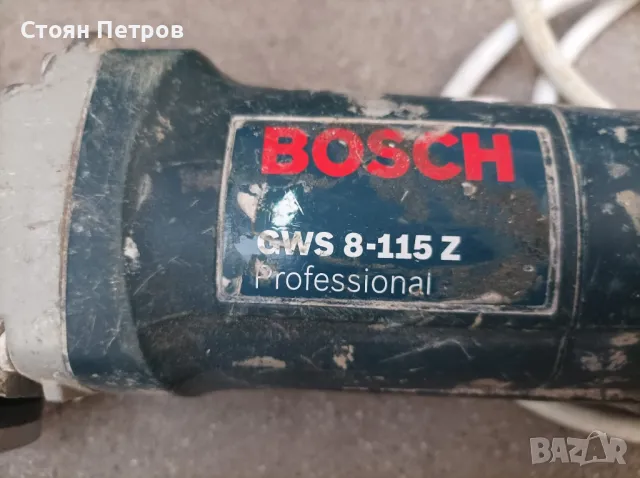 Стоян Петров
BOSCH
GWS 8-115 Z
Professional
BAZAR